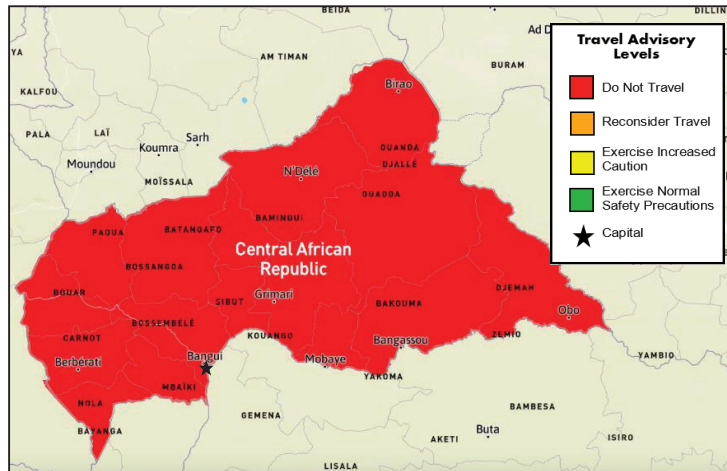 BEIDA
DILLIN
YA
AM TIMAN
Ad D
Travel Advisory
Levels
BURAM
KALFOU
Birao
Do Not Travel
PALA
LAÏ
Sarh
Koumra
Reconsider Travel
Moundou
OUANDA
DJALLÉ
Exercise Increased
Caution
MOÏSSALA
N'Délé
OUADDA
Exercise Normal
Safety Precautions
BAMINGUI
PAOUA
BATANGAFO
Capital
Central African
Republic
BOSSANGOA
BOUAR
SIBUT
Grimari
BAKOUMA
DJEMAH
Obo
BOSSEMBÉLÉ
CARNOT
KOUANGO
ZEMIO
Bangassou
Berbérati
Bangui
Mobaye
YAMBIO
MBAÏKI
YAKOMA
NOLA
BAYANGA
GEMENA
BAMBESA
AKETI
Buta
ISIRO
LISALA